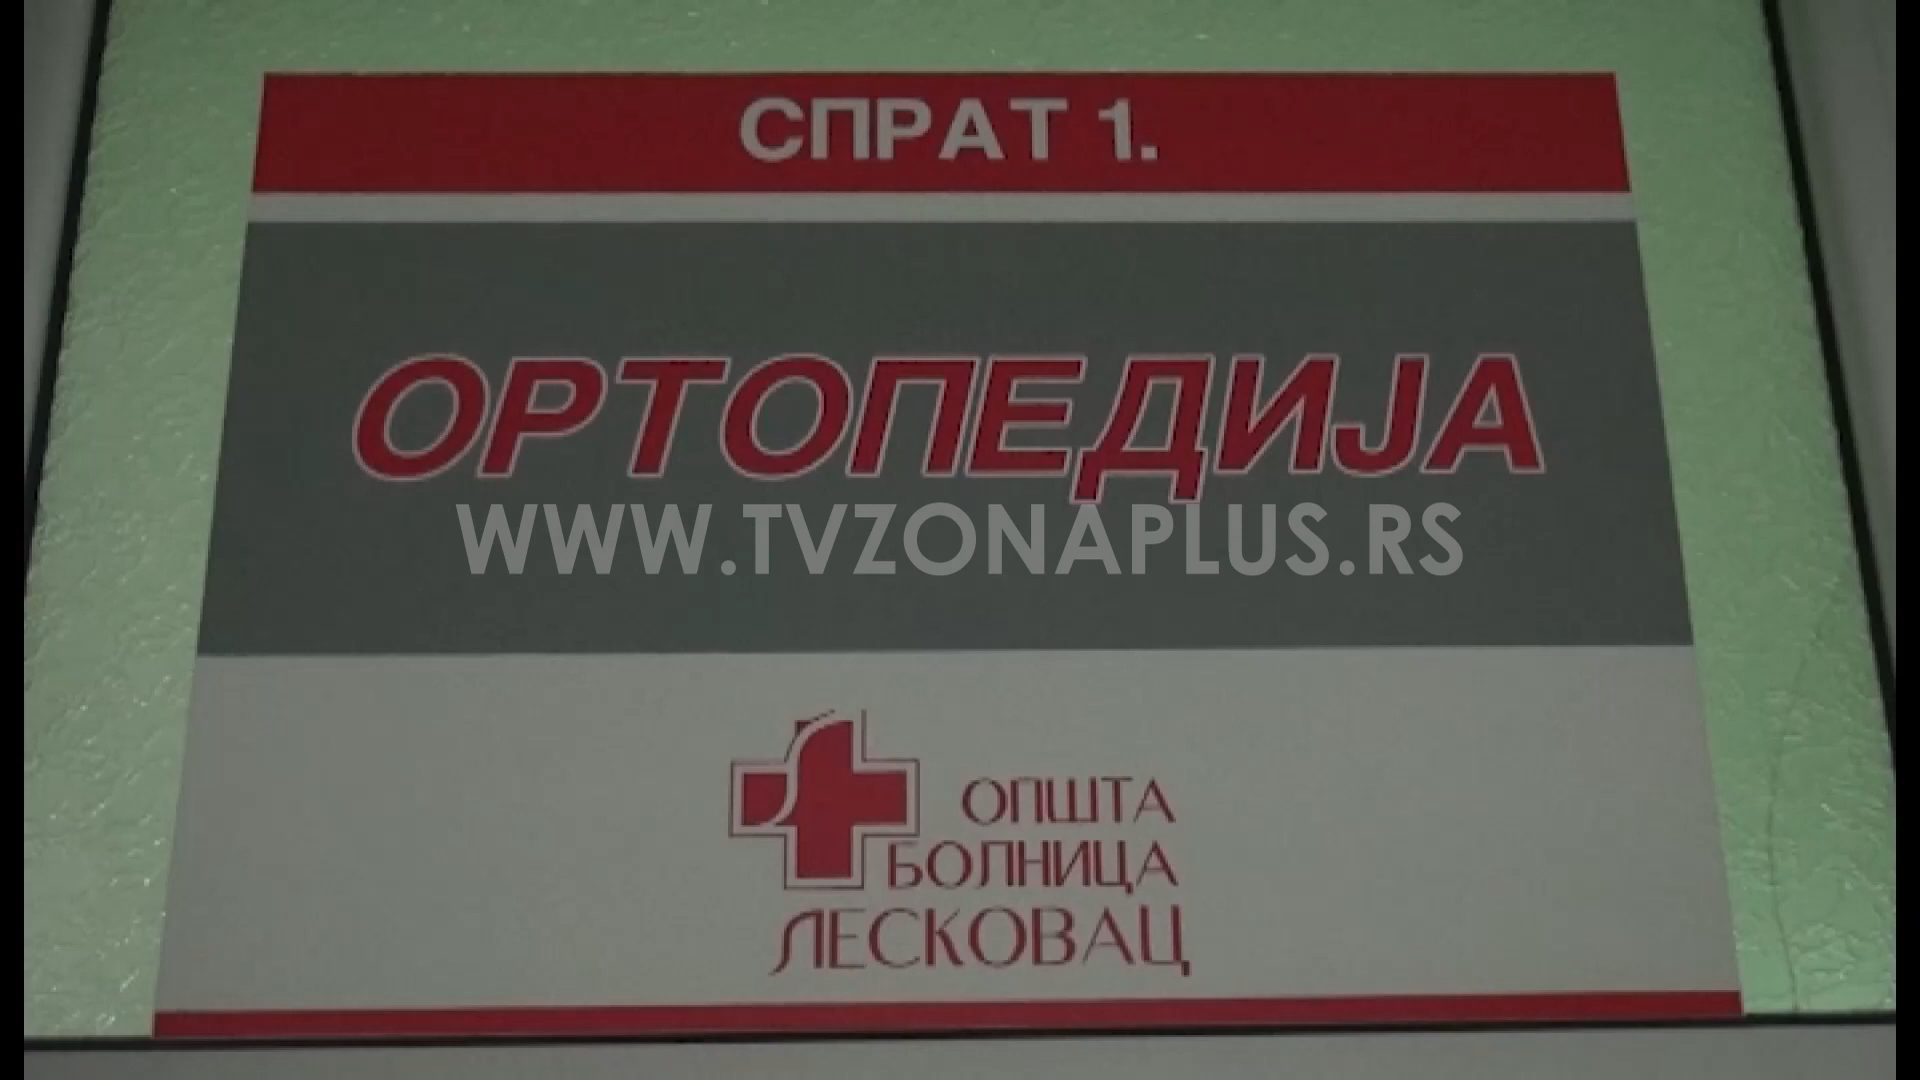 СПРАТ 1.
ОРТОПЕДИЈА
WWW.TVZONAPLUS.RS
ОПШТА
БОЛНИЦА
ЛЕСКОВАЦ